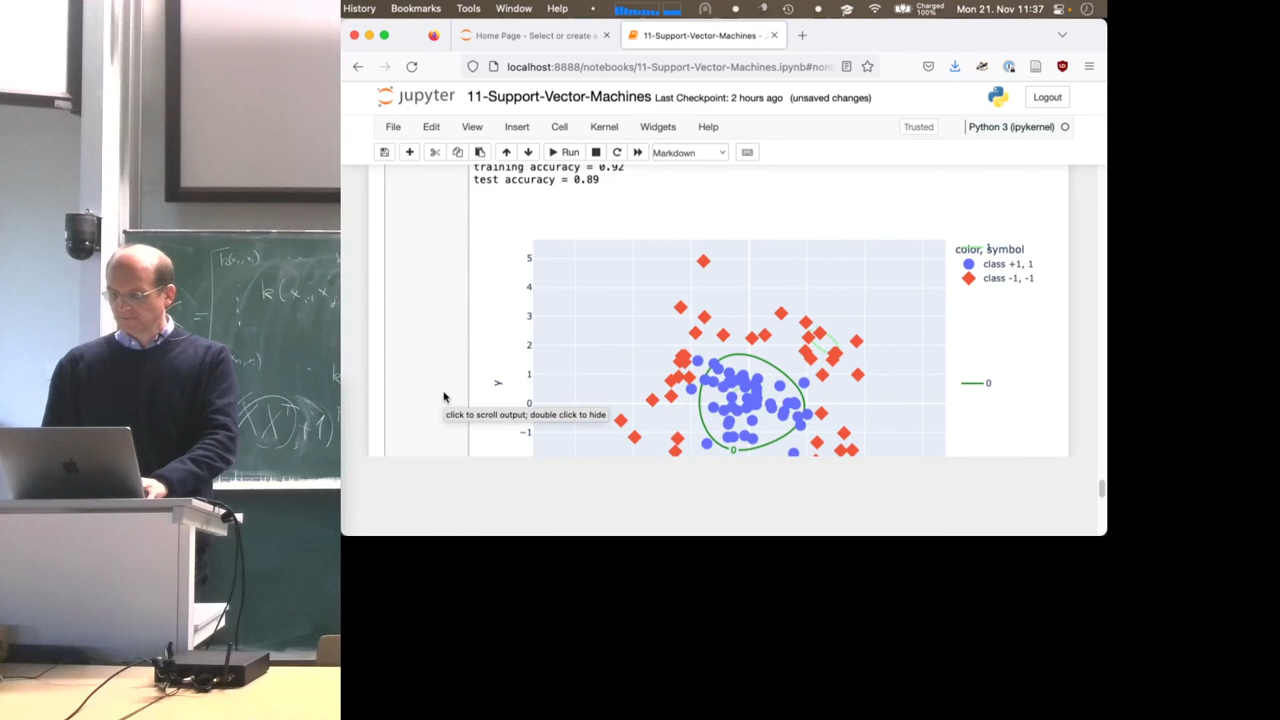 History Bookmarks Tools Window Help Charged 100% Mon 21. Nov 11:37
Home Page - Select or create a
11-Support-Vector-Machines -
localhost:8888/notebooks/11-Support-Vector-Machines.ipynb#
jupyter 11-Support-Vector-Machines Last Checkpoint: 2 hours ago (unsaved changes)
Logout
File Edit View Insert Cell Kernel Widgets Help
Trusted
Python 3 (ipykernel)
Run
Markdown
training accuracy = 0.92
test accuracy = 0.89
color, symbol
class +1, 1
class -1, -1
5
4
3
2
1
0
−1
y
0
0
click to scroll output; double click to hide